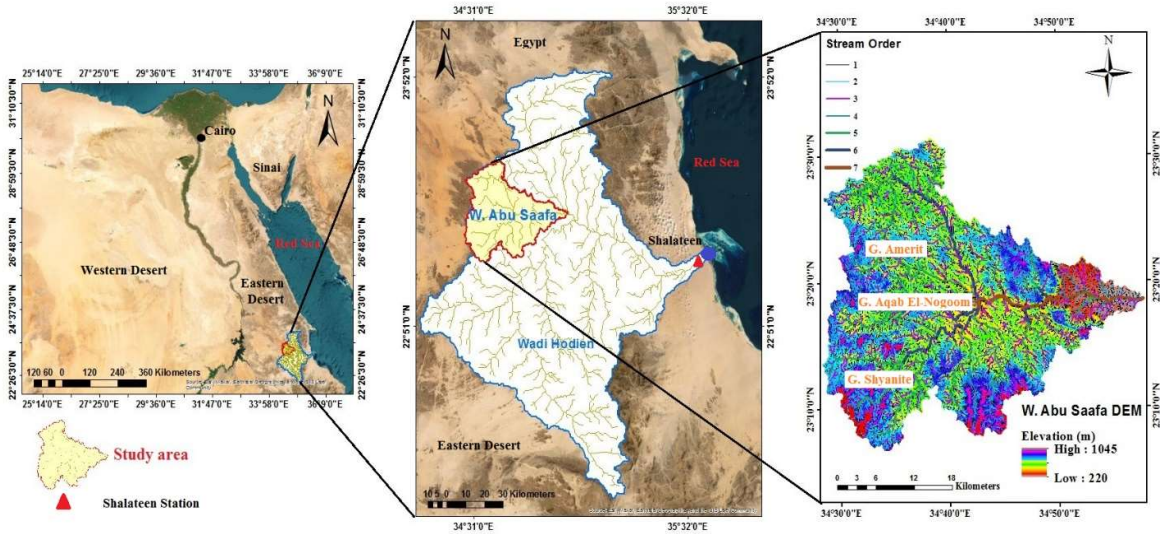 25°14'0"E 27°25'0"E 29°36'0"E 31°47'0"E 33°58'0"E 36°9'0"E
31°10'30"N
28°59'30"N
26°48'30"N
24°37'30"N
22°26'30"N
N
Cairo
Sinai
Red Sea
Western Desert
Eastern
Desert
120 60 0 120 240 360
Kilometers
31°10'30"N
28°59'30"N
26°48'30"N
24°37'30"N
22°26'30"N
25°14'0"E 27°25'0"E 29°36'0"E 31°47'0"E 33°58'0"E 36°9'0"E
Study area
Shalateen Station
34°31'0"E 35°32'0"E
23°52'0"N
22°51'0"N
N
Egypt
Red Sea
W. Abu Saafa
Shalateen
Wadi Hodien
Eastern Desert
10 5 0 10 20 30
Kilometers
23°52'0"N
22°51'0"N
34°31'0"E 35°32'0"E
34°30'0"E 34°40'0"E 34°50'0"E
Stream Order
1
2
3
4
5
6
7
N
23°30'0"N
23°20'0"N
23°10'0"N
G. Amerit
G. Aqab El-Nogoom
G. Shyanite
W. Abu Saafa DEM
Elevation (m)
High : 1045
Low : 220
0 3 6 12 18
Kilometers
23°30'0"N
23°20'0"N
23°10'0"N
34°30'0"E 34°40'0"E 34°50'0"E